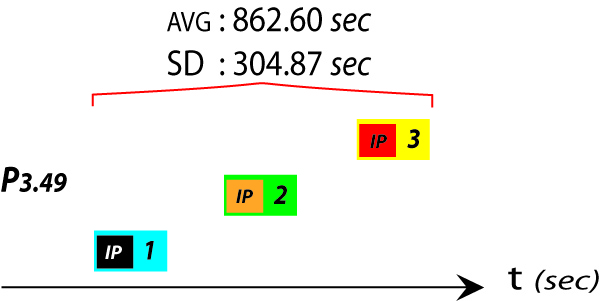 AVG : 862.60 sec
SD : 304.87 sec
IP 3
P3.49
IP 2
IP 1
t (sec)